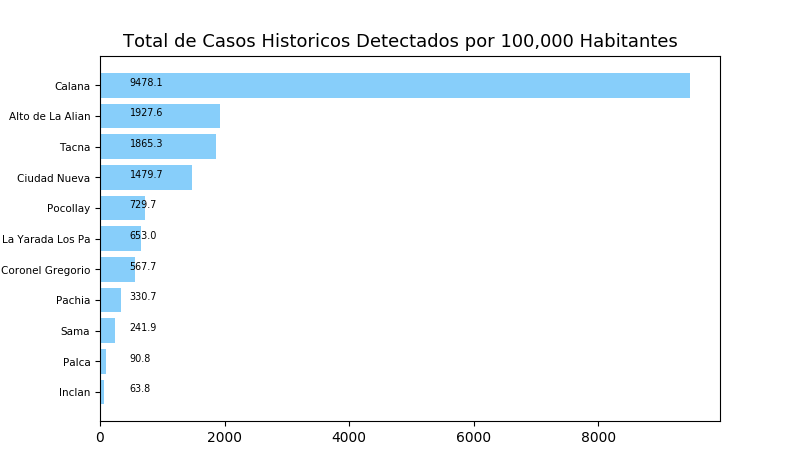 Total de Casos Historicos Detectados por 100,000 Habitantes
Calana 9478.1
Alto de La Alian 1927.6
Tacna 1865.3
Ciudad Nueva 1479.7
Pocollay 729.7
La Yarada Los Pa 653.0
Coronel Gregorio 567.7
Pachia 330.7
Sama 241.9
Palca 90.8
Inclan 63.8
0 2000 4000 6000 8000